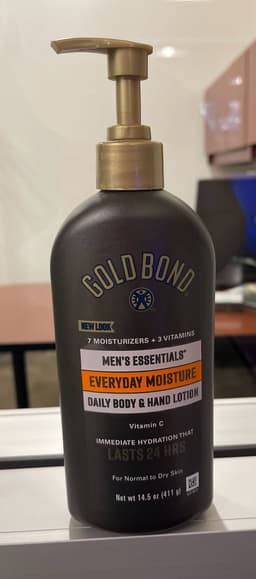 GOLD BOND
NEW LOOK
7 MOISTURIZERS + 3 VITAMINS
MEN'S ESSENTIALS®
EVERYDAY MOISTURE
DAILY BODY & HAND LOTION
Vitamin C
IMMEDIATE HYDRATION THAT
LASTS 24 HRS
For Normal to Dry Skin
Net wt 14.5 oz (411 g)